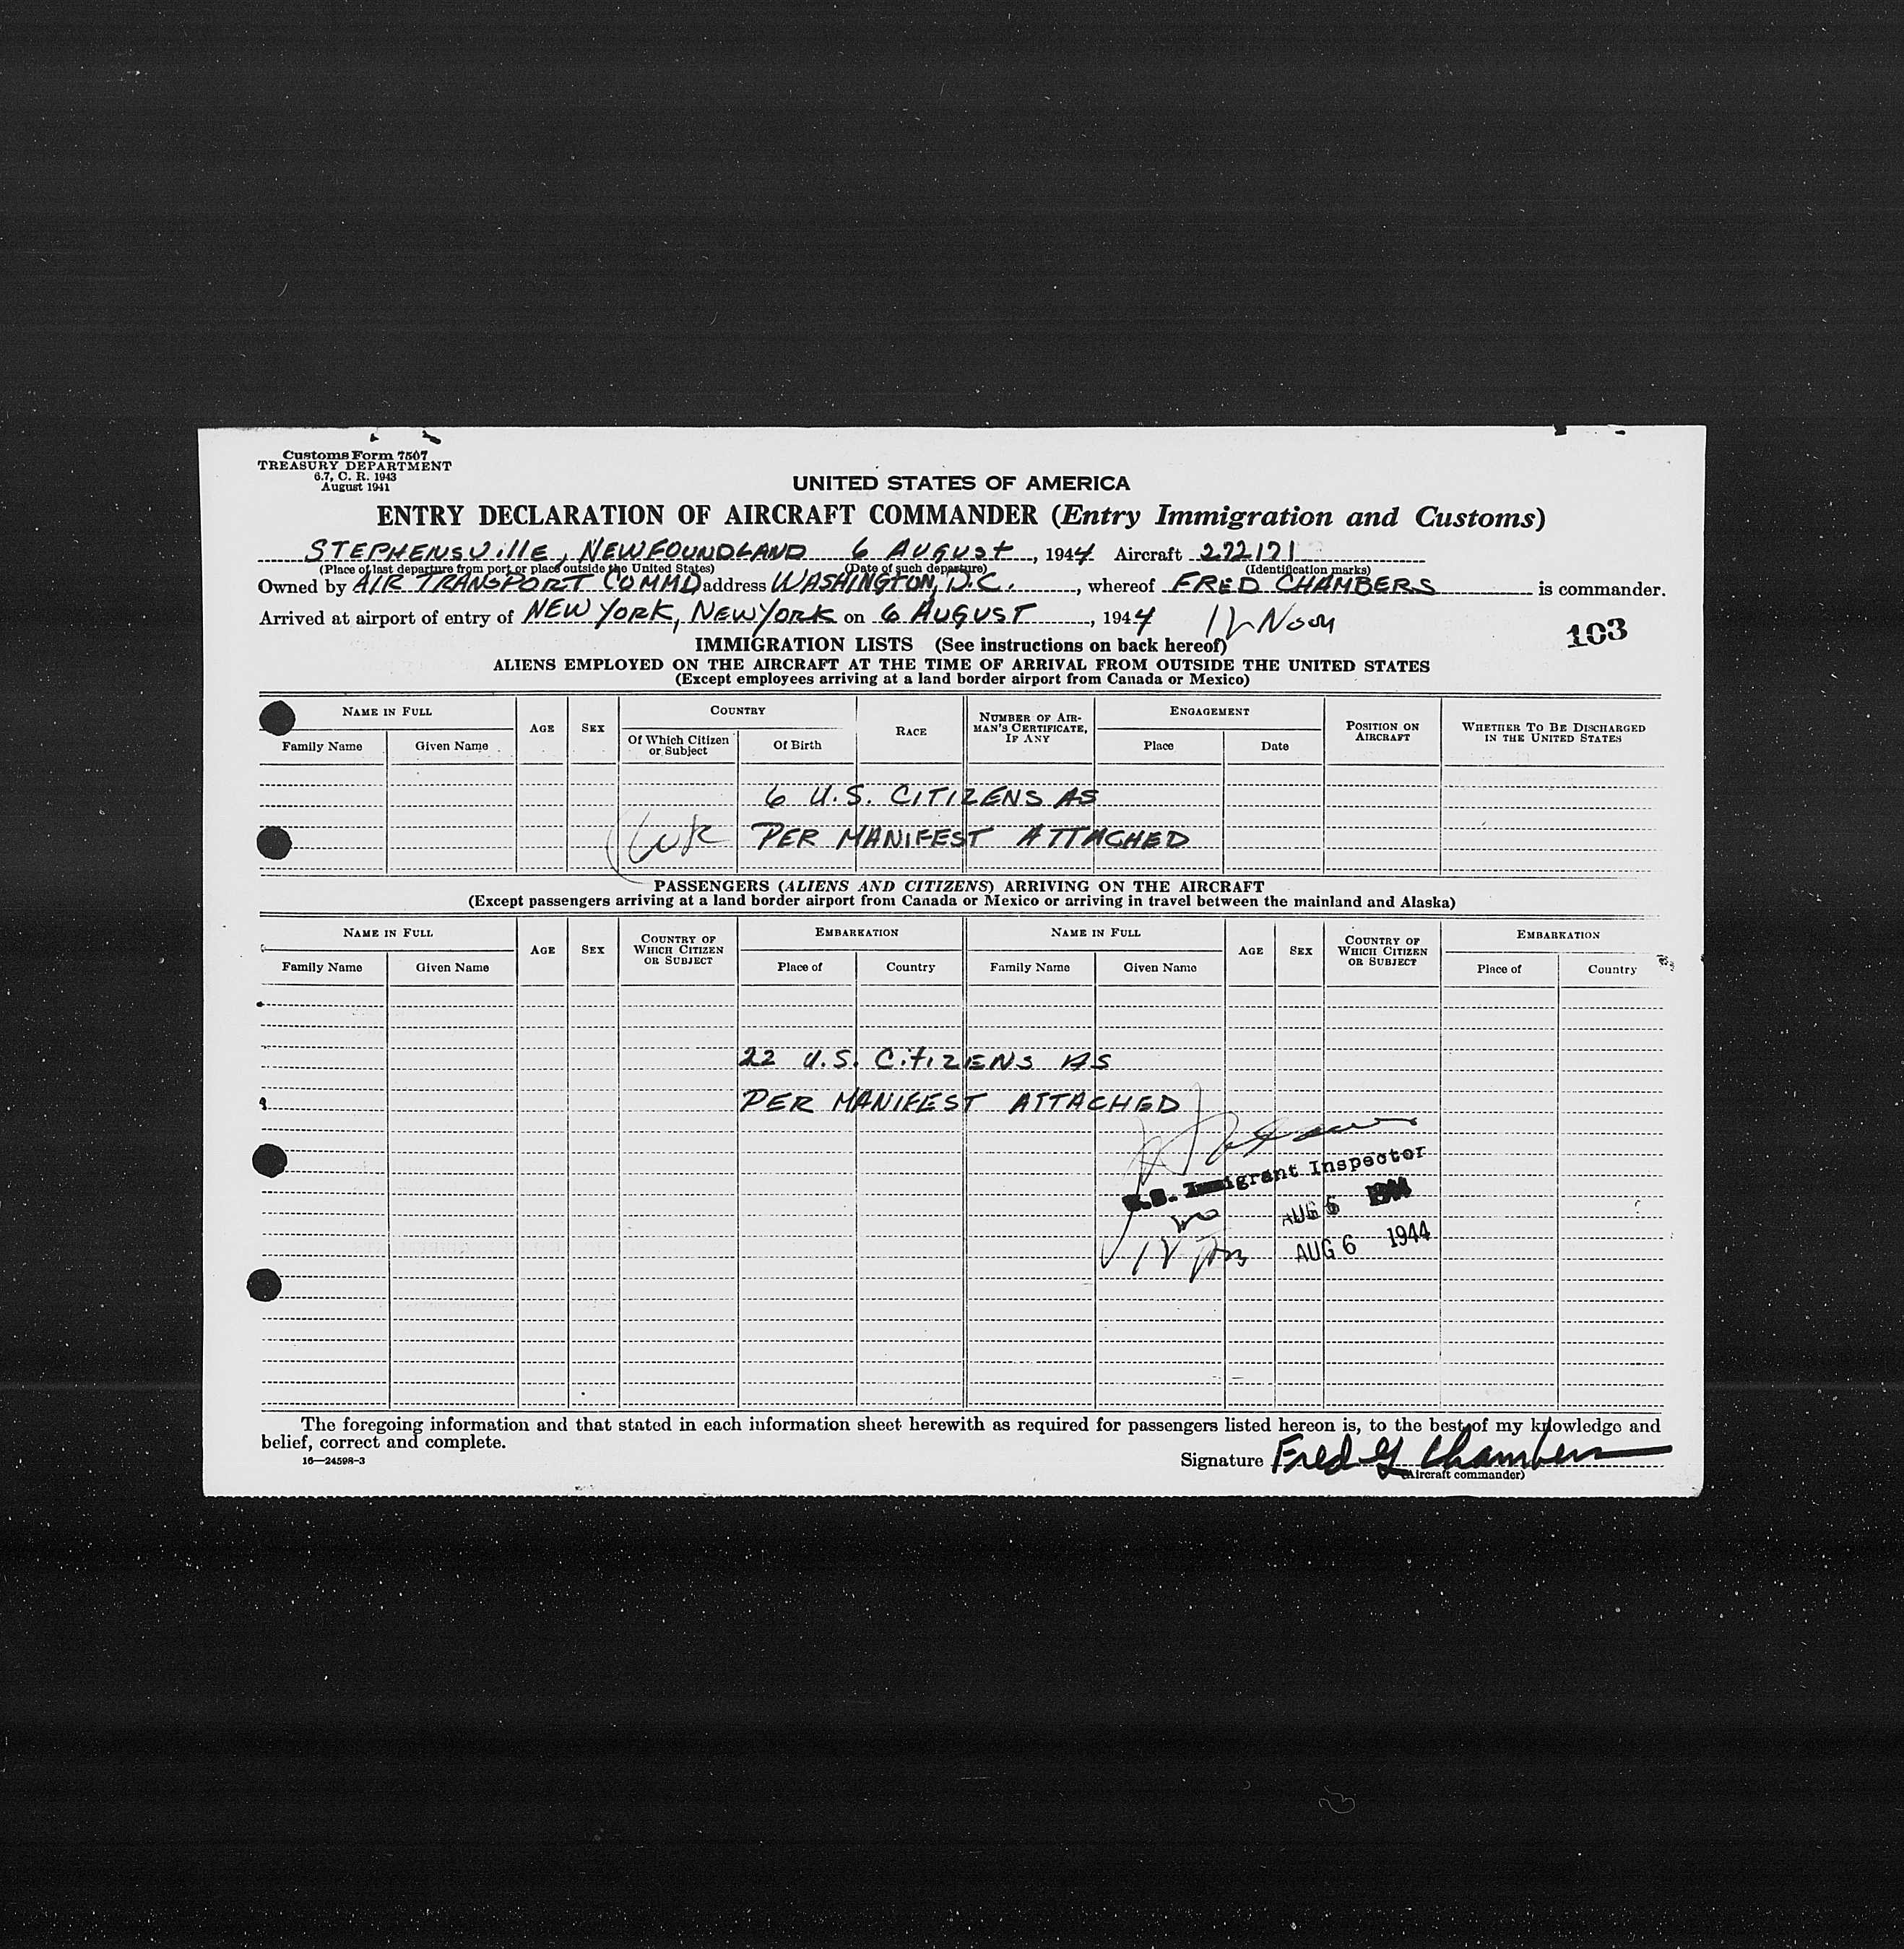 Customs Form 7507
TREASURY DEPARTMENT
6.7, C. R. 1943
August 1941
UNITED STATES OF AMERICA
ENTRY DECLARATION OF AIRCRAFT COMMANDER (Entry Immigration and Customs)
STEPHENSVILLE, NEWFOUNDLAND 6 AUGUST, 1944 Aircraft 272171
(Place of last departure from port or place outside the United States) (Date of such departure) (Identification marks)
Owned by AIR TRANSPORT COMMD address WASHINGTON, D.C., whereof FRED CHAMBERS is commander.
Arrived at airport of entry of NEW YORK, NEW YORK on 6 AUGUST, 1944 12 Noon
103
IMMIGRATION LISTS (See instructions on back hereof)
ALIENS EMPLOYED ON THE AIRCRAFT AT THE TIME OF ARRIVAL FROM OUTSIDE THE UNITED STATES
(Except employees arriving at a land border airport from Canada or Mexico)
NAME IN FULL AGE SEX COUNTRY RACE NUMBER OF AIRMAN'S CERTIFICATE, IF ANY ENGAGEMENT POSITION ON AIRCRAFT WHETHER TO BE DISCHARGED IN THE UNITED STATES
Family Name Given Name Of Which Citizen or Subject Of Birth Place Date
6 U.S. CITIZENS AS
PER MANIFEST ATTACHED
PASSENGERS (ALIENS AND CITIZENS) ARRIVING ON THE AIRCRAFT
(Except passengers arriving at a land border airport from Canada or Mexico or arriving in travel between the mainland and Alaska)
NAME IN FULL AGE SEX COUNTRY OF WHICH CITIZEN OR SUBJECT EMBARKATION NAME IN FULL AGE SEX COUNTRY OF WHICH CITIZEN OR SUBJECT EMBARKATION
Family Name Given Name Place of Country Family Name Given Name Place of Country
22 U.S. CITIZENS AS
PER MANIFEST ATTACHED
U.S. Immigrant Inspector
AUG 6 1944
AUG 6 1944
The foregoing information and that stated in each information sheet herewith as required for passengers listed hereon is, to the best of my knowledge and
belief, correct and complete.
16—24598-3
Signature Fred G Chambers
(Aircraft commander)